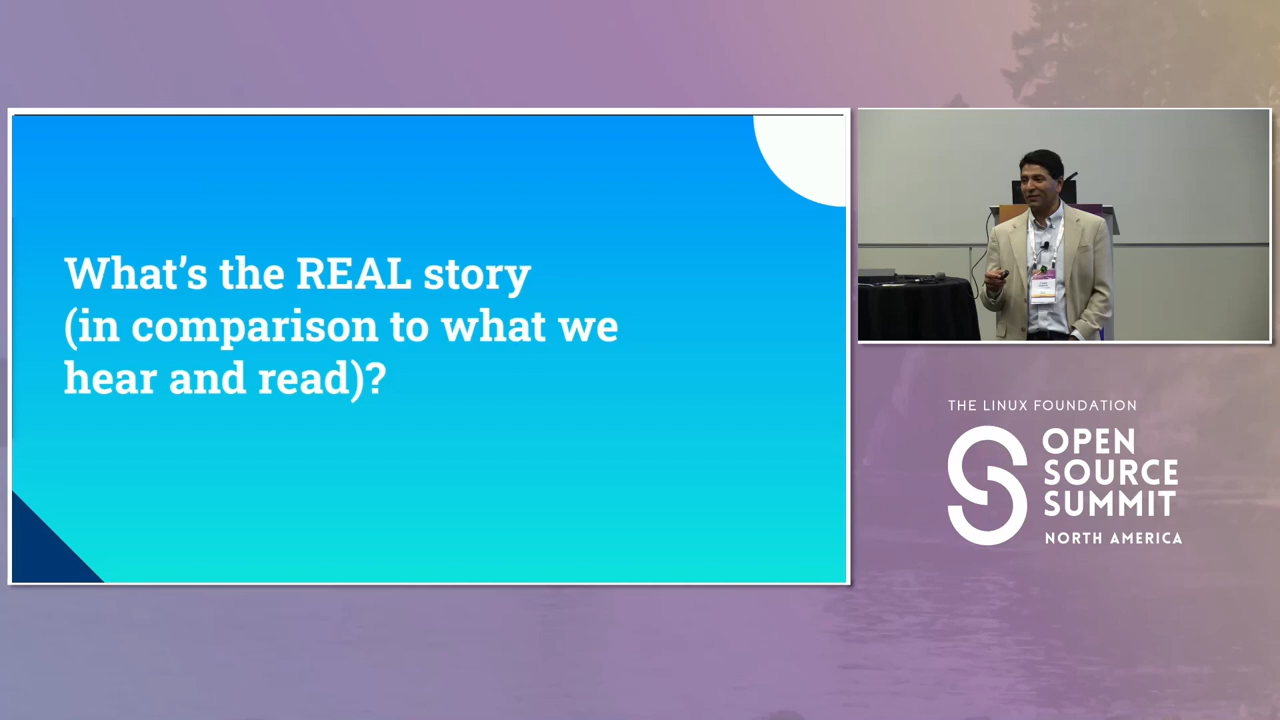 What's the REAL story
(in comparison to what we
hear and read)?
THE LINUX FOUNDATION
OPEN
SOURCE
SUMMIT
NORTH AMERICA